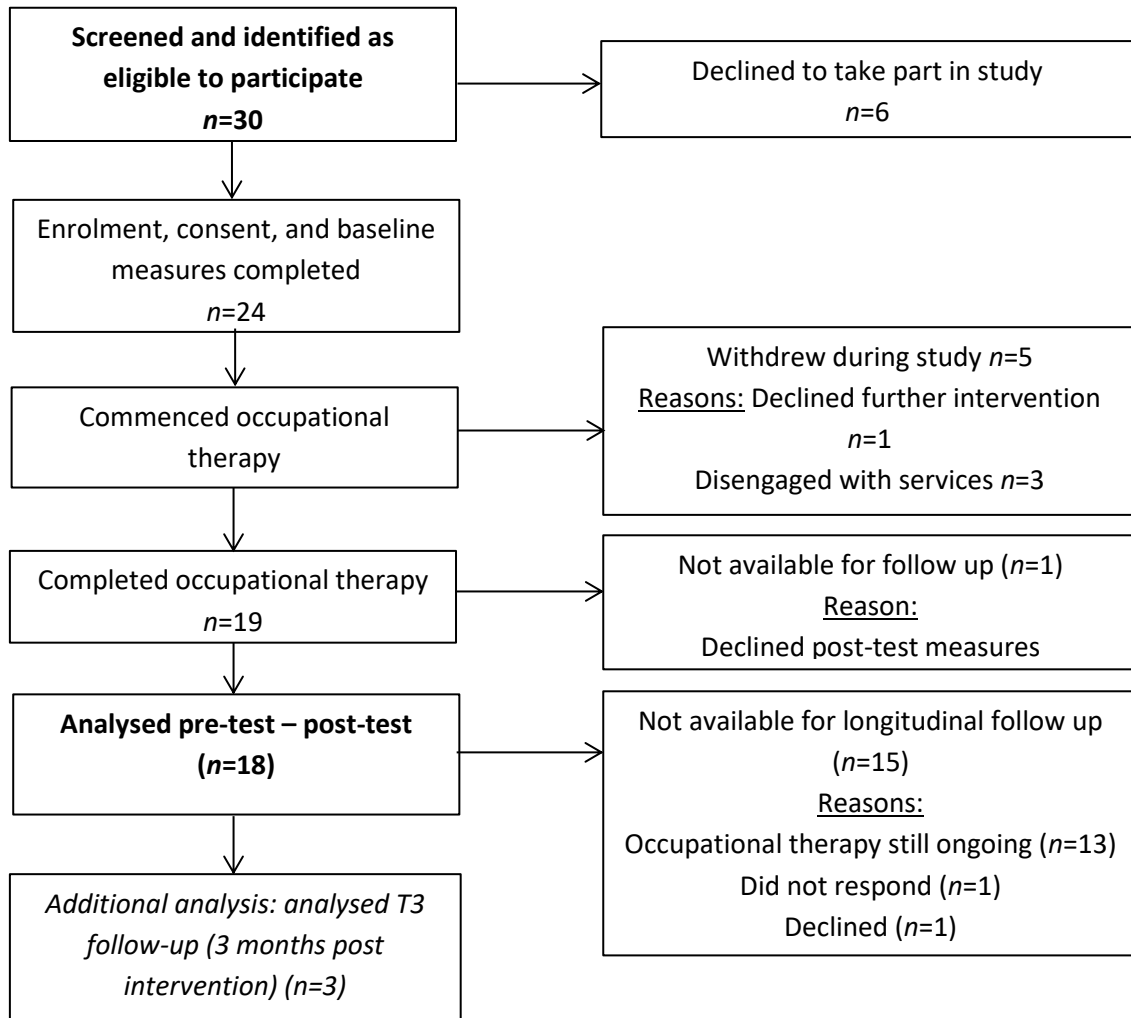 Screened and identified as
eligible to participate
n=30
Declined to take part in study
n=6
Enrolment, consent, and baseline
measures completed
n=24
Withdrew during study n=5
Reasons: Declined further intervention
n=1
Disengaged with services n=3
Commenced occupational
therapy
Completed occupational therapy
n=19
Not available for follow up (n=1)
Reason:
Declined post-test measures
Analysed pre-test – post-test
(n=18)
Not available for longitudinal follow up
(n=15)
Reasons:
Occupational therapy still ongoing (n=13)
Did not respond (n=1)
Declined (n=1)
Additional analysis: analysed T3
follow-up (3 months post
intervention) (n=3)